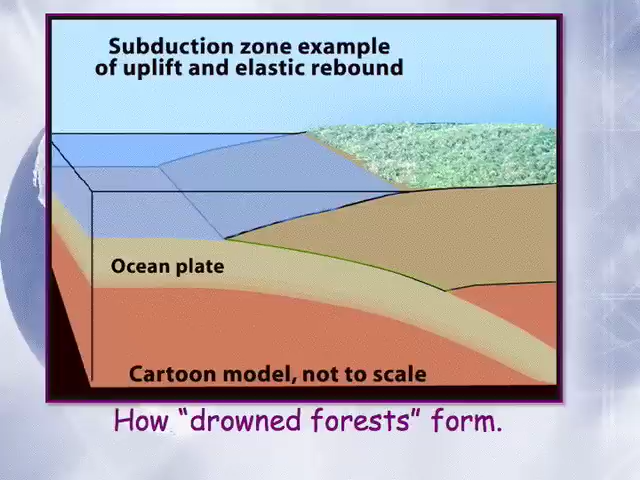 Subduction zone example
of uplift and elastic rebound
Ocean plate
Cartoon model, not to scale
How “drowned forests” form.